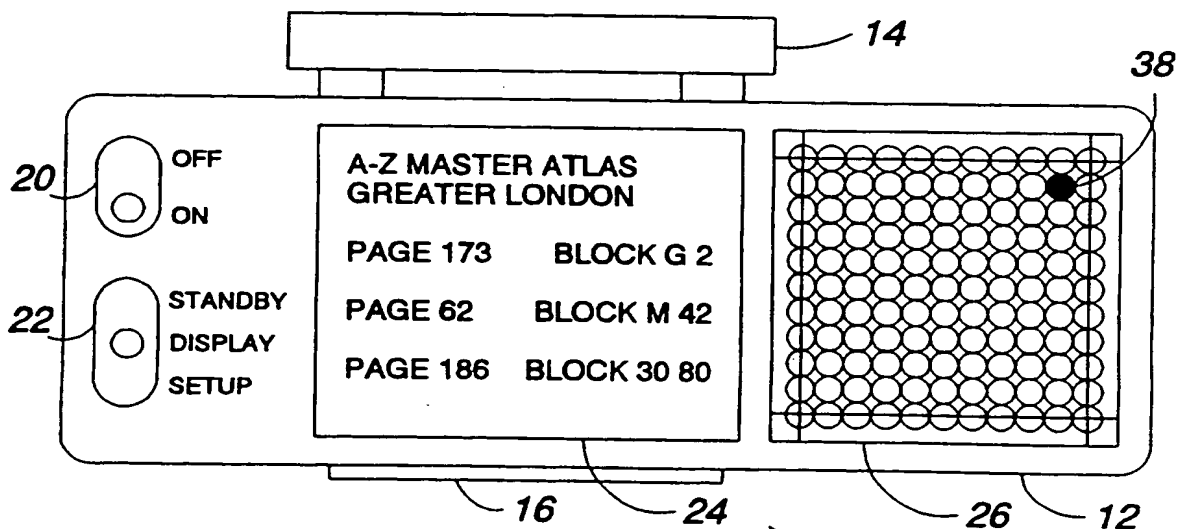 14
38
20
OFF
ON
22
STANDBY
DISPLAY
SETUP
A-Z MASTER ATLAS
GREATER LONDON
PAGE 173 BLOCK G 2
PAGE 62 BLOCK M 42
PAGE 186 BLOCK 30 80
16
24
26
12